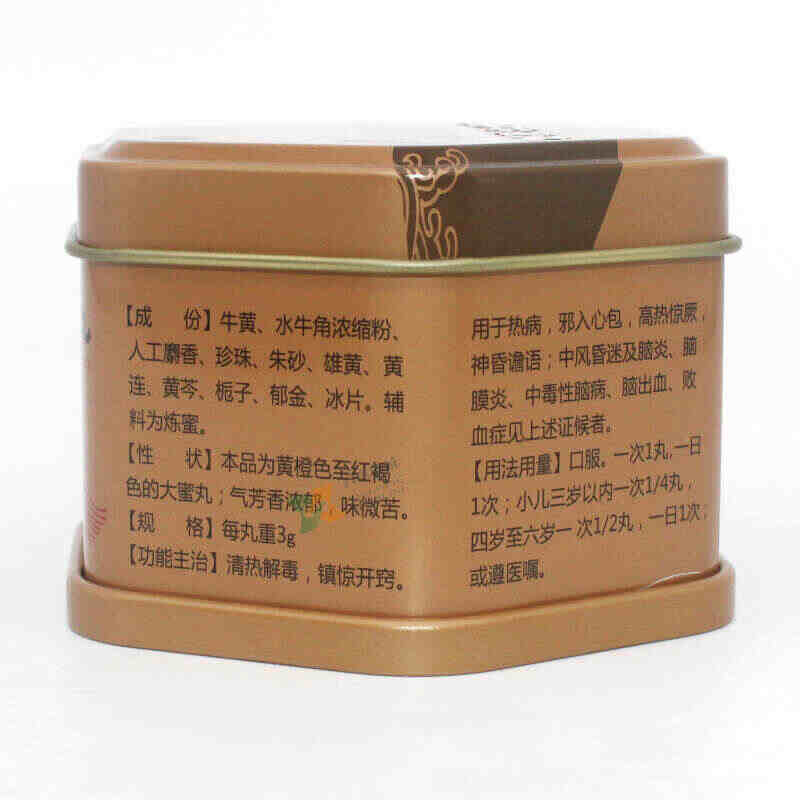 【成 份】牛黄、水牛角浓缩粉、
人工麝香、珍珠、朱砂、雄黄、黄
连、黄芩、栀子、郁金、冰片。辅
料为炼蜜。
【性 状】本品为黄橙色至红褐
色的大蜜丸；气芳香浓郁，味微苦。
【规 格】每丸重3g
【功能主治】清热解毒，镇惊开窍。
用于热病，邪入心包，高热惊厥，
神昏谵语；中风昏迷及脑炎、脑
膜炎、中毒性脑病、脑出血、败
血症见上述证候者。
【用法用量】口服。一次1丸,一日
1次；小儿三岁以内一次1/4丸，
四岁至六岁一 次1/2丸，一日1次；
或遵医嘱。